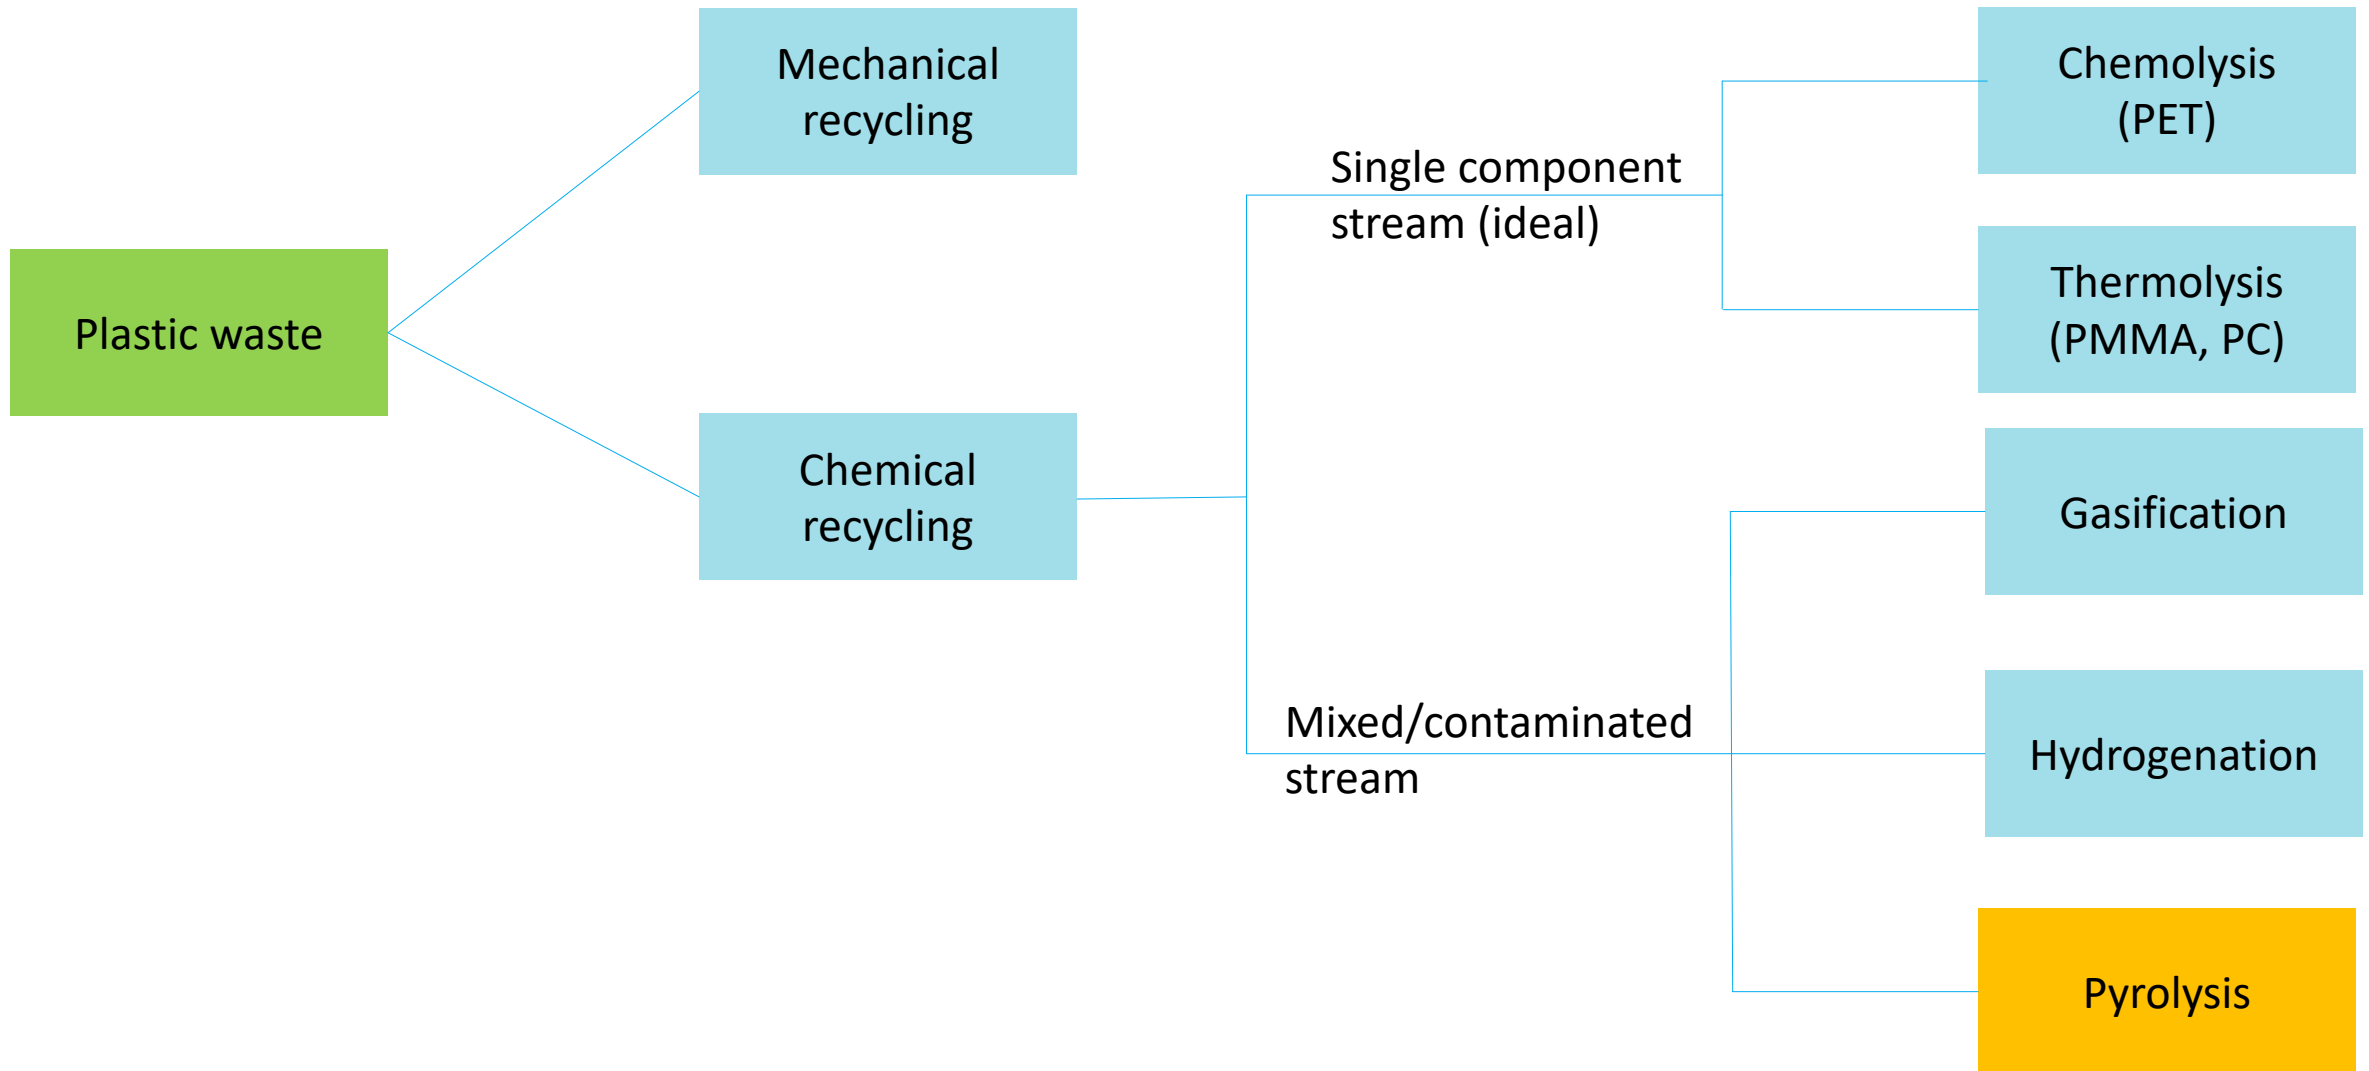 Mechanical
recycling
Chemolysis
(PET)
Single component
stream (ideal)
Thermolysis
(PMMA, PC)
Plastic waste
Chemical
recycling
Gasification
Mixed/contaminated
stream
Hydrogenation
Pyrolysis